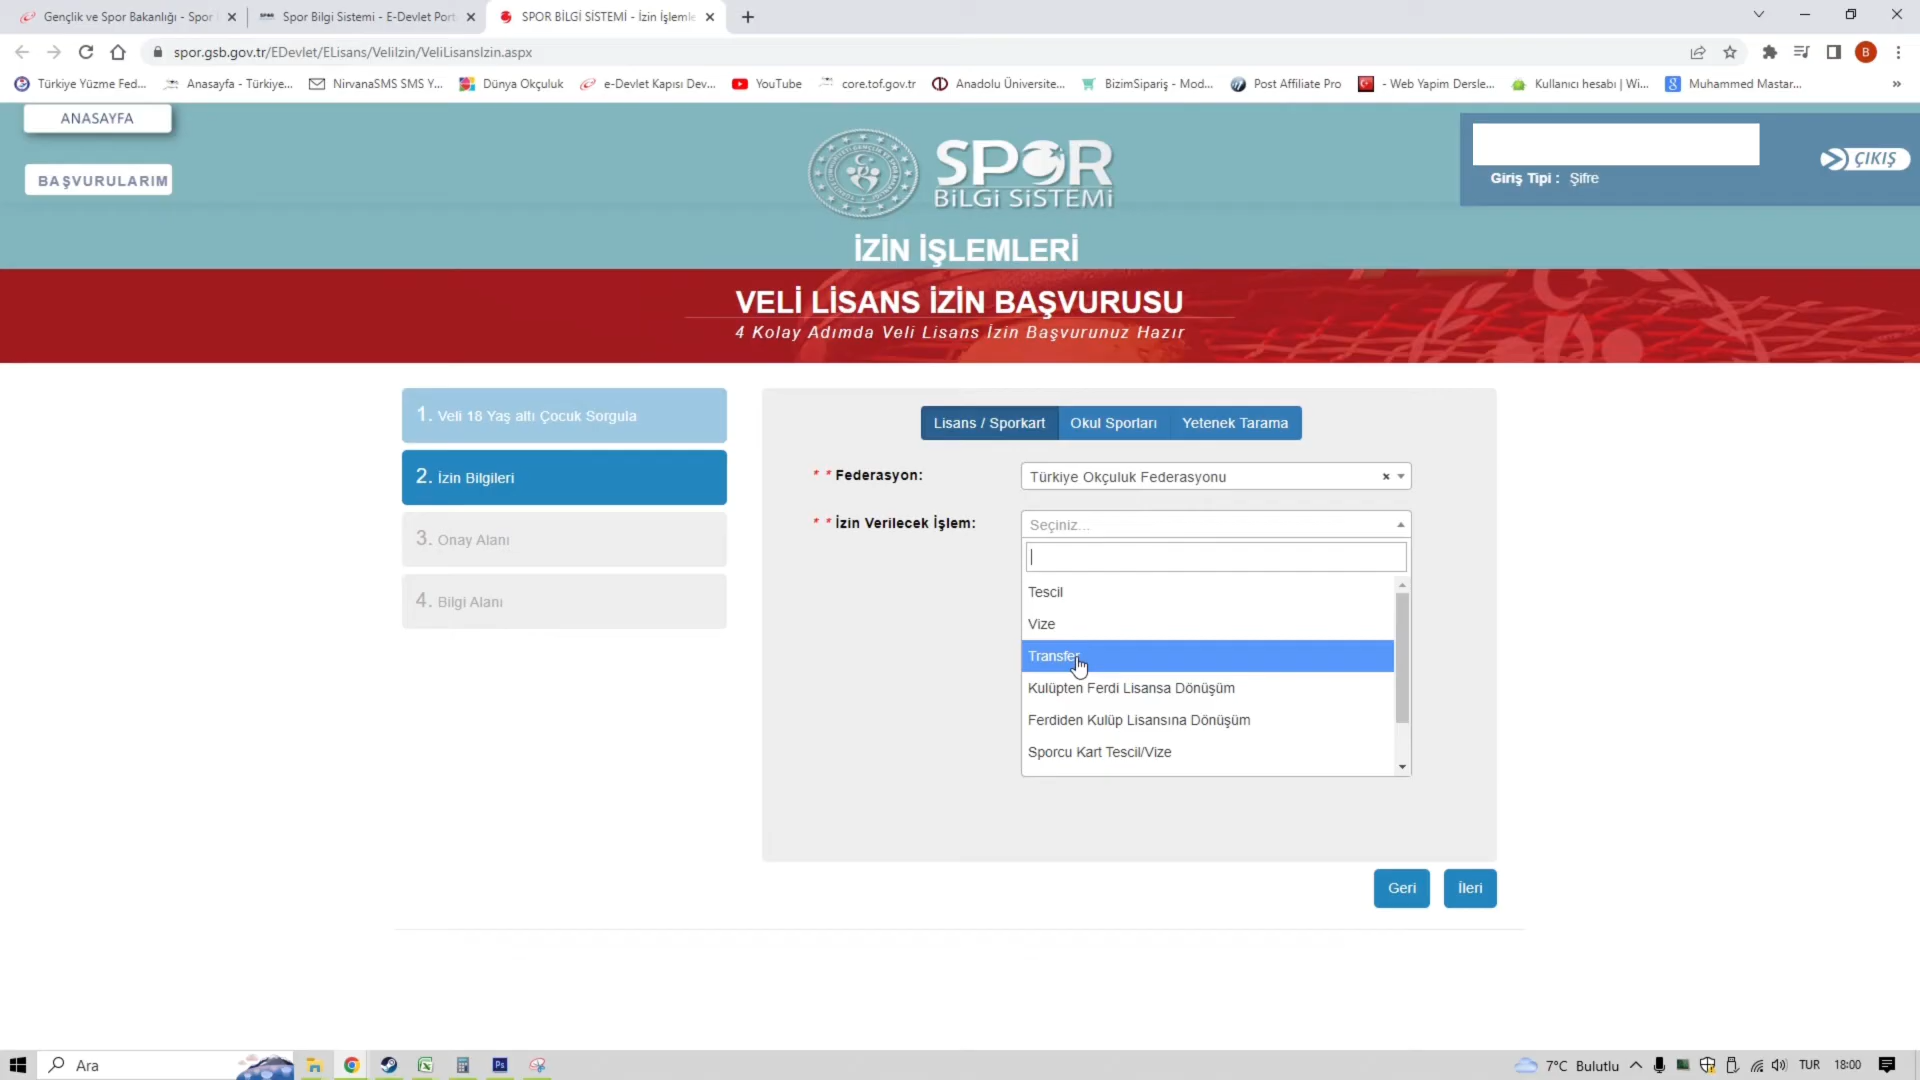 Gençlik ve Spor Bakanlığı - Spor
Spor Bilgi Sistemi - E-Devlet Port
SPOR BİLGİ SİSTEMİ - İzin İşlemle
spor.gsb.gov.tr/EDevlet/ELisans/VeliIzin/VeliLisansIzin.aspx
B
Türkiye Yüzme Fed...
Anasayfa - Türkiye...
NirvanaSMS SMS Y...
Dünya Okçuluk
e-Devlet Kapısı Dev...
YouTube
core.tof.gov.tr
Anadolu Üniversite...
BizimSipariş - Mod...
Post Affiliate Pro
- Web Yapim Dersle...
Kullanıcı hesabı | Wi...
Muhammed Mastar...
»
ANASAYFA
BAŞVURULARIM
SPOR
BİLGİ SİSTEMİ
Giriş Tipi : Şifre
ÇIKIŞ
İZİN İŞLEMLERİ
VELİ LİSANS İZİN BAŞVURUSU
4 Kolay Adımda Veli Lisans İzin Başvurunuz Hazır
1. Veli 18 Yaş altı Çocuk Sorgula
2. İzin Bilgileri
3. Onay Alanı
4. Bilgi Alanı
Lisans / Sporkart
Okul Sporları
Yetenek Tarama
* * Federasyon:
Türkiye Okçuluk Federasyonu
* * İzin Verilecek İşlem:
Seçiniz...
Tescil
Vize
Transfer
Kulüpten Ferdi Lisansa Dönüşüm
Ferdiden Kulüp Lisansına Dönüşüm
Sporcu Kart Tescil/Vize
Geri
İleri
Ara
Ps
7°C Bulutlu
TUR
18:00